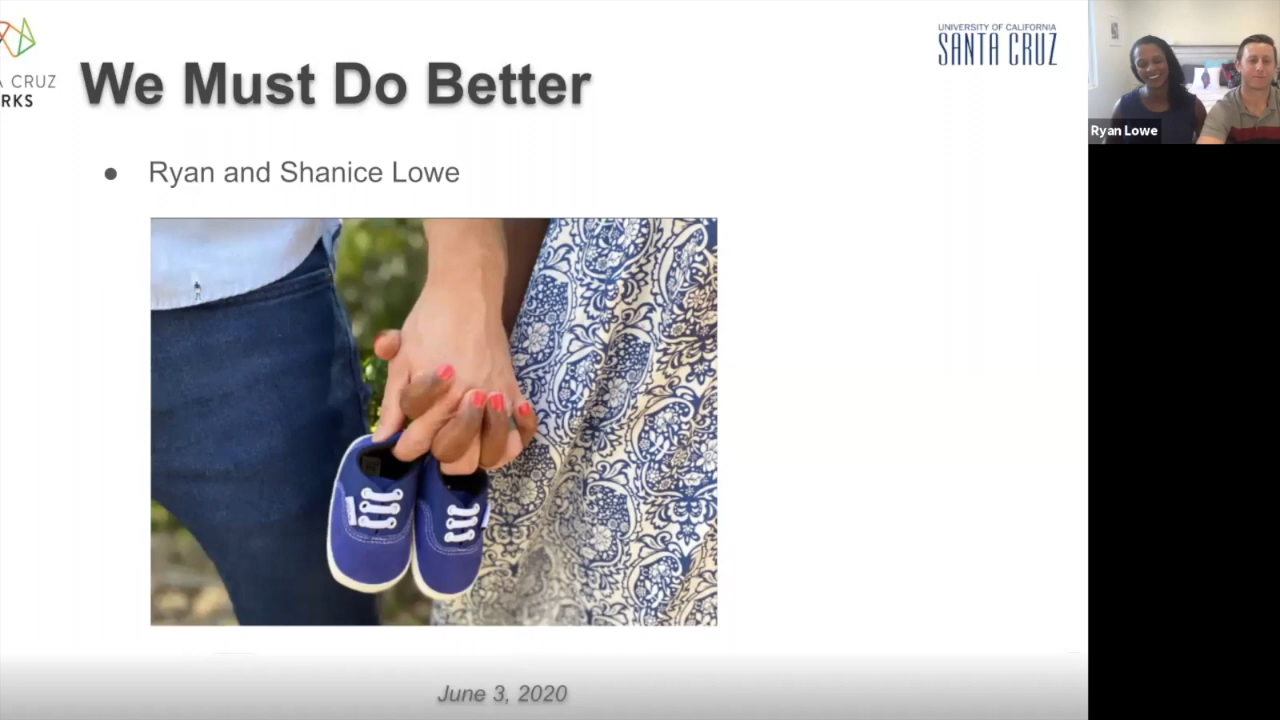 We Must Do Better
A CRUZ
RKS
UNIVERSITY OF CALIFORNIA
SANTA CRUZ
Ryan Lowe
● Ryan and Shanice Lowe
June 3, 2020